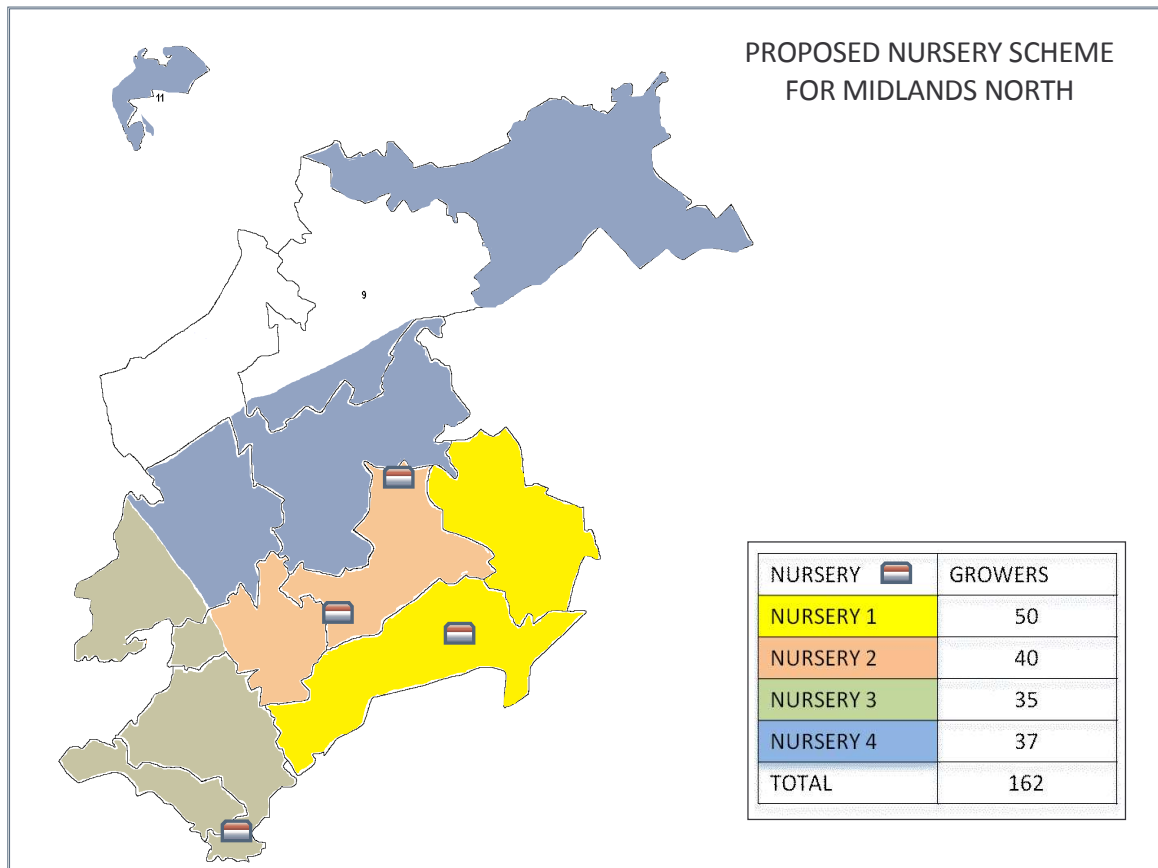 PROPOSED NURSERY SCHEME
FOR MIDLANDS NORTH
11
9
NURSERY GROWERS
NURSERY 1 50
NURSERY 2 40
NURSERY 3 35
NURSERY 4 37
TOTAL 162